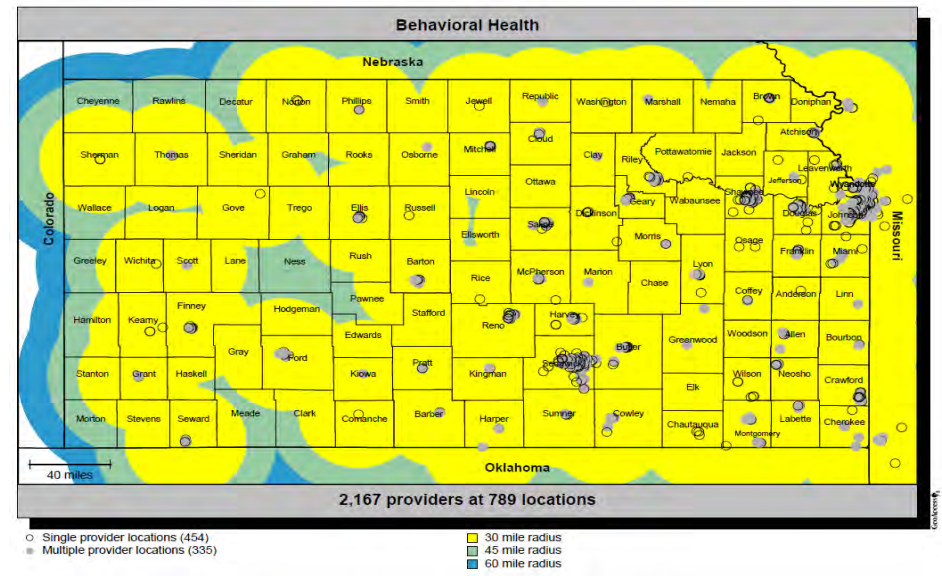 Behavioral Health
Nebraska
Cheyenne Rawlins Decatur Norton Phillips Smith Jewell Republic Washington Marshall Nemaha Brown Doniphan
Atchison
Sherman Thomas Sheridan Graham Rooks Osborne Mitchell Cloud Clay Riley Pottawatomie Jackson
Jefferson Leavenworth
Wyandotte
Wallace Logan Gove Trego Ellis Russell Lincoln Ottawa Dickinson Geary Wabaunsee Shawnee Douglas Johnson
Colorado
Missouri
Ellsworth Saline Morris Osage Franklin Miami
Greeley Wichita Scott Lane Ness Rush Barton Rice McPherson Marion Chase Lyon Coffey Anderson Linn
Hamilton Kearny Finney Hodgeman Pawnee Stafford Reno Harvey Greenwood Woodson Allen Bourbon
Gray Ford Edwards
Stanton Grant Haskell Kiowa Pratt Kingman Sedgwick Butler Elk Wilson Neosho Crawford
Morton Stevens Seward Meade Clark Comanche Barber Harper Sumner Cowley Chautauqua Montgomery Labette Cherokee
40 miles
Oklahoma
2,167 providers at 789 locations
GeoAccess
Single provider locations (454)
Multiple provider locations (335)
30 mile radius
45 mile radius
60 mile radius